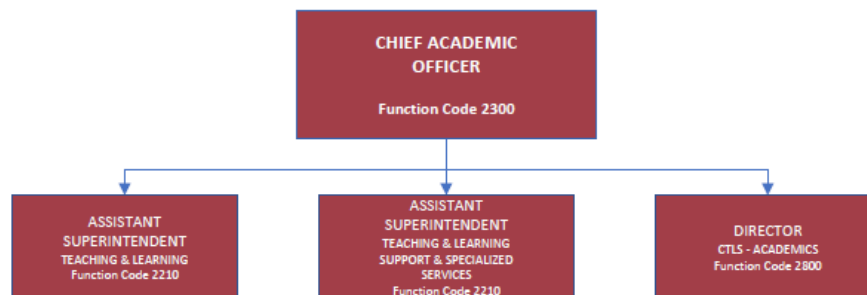 CHIEF ACADEMIC
OFFICER
Function Code 2300
ASSISTANT
SUPERINTENDENT
TEACHING & LEARNING
Function Code 2210
ASSISTANT
SUPERINTENDENT
TEACHING & LEARNING
SUPPORT & SPECIALIZED
SERVICES
Function Code 2210
DIRECTOR
CTLS - ACADEMICS
Function Code 2800